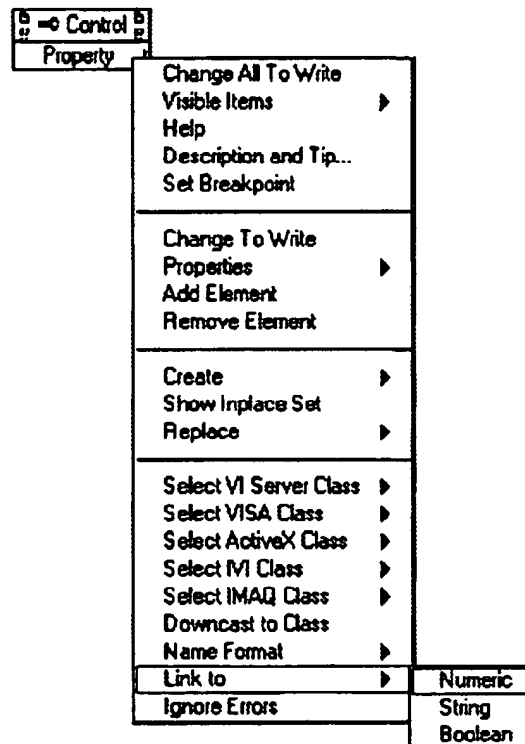 Control
Property
Change All To Write
Visible Items
Help
Description and Tip...
Set Breakpoint
Change To Write
Properties
Add Element
Remove Element
Create
Show Inplace Set
Replace
Select VI Server Class
Select VISA Class
Select ActiveX Class
Select IVI Class
Select IMAQ Class
Downcast to Class
Name Format
Link to
Numeric
Ignore Errors
String
Boolean